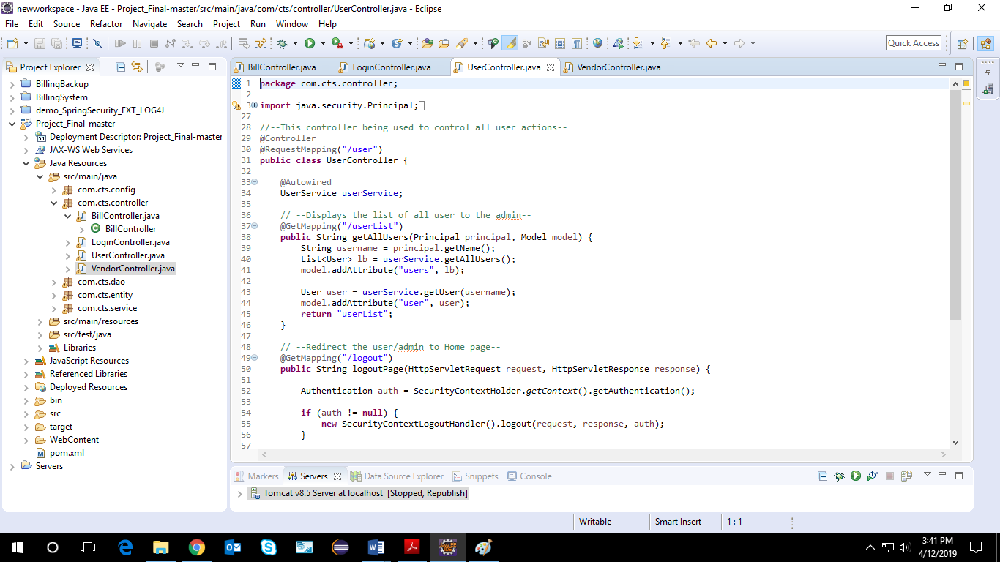 newworkspace - Java EE - Project_Final-master/src/main/java/com/cts/controller/UserController.java - Eclipse
File Edit Source Refactor Navigate Search Project Run Window Help
Quick Access
Project Explorer
BillingBackup
BillingSystem
demo_SpringSecurity_EXT_LOG4J
Project_Final-master
Deployment Descriptor: Project_Final-master
JAX-WS Web Services
Java Resources
src/main/java
com.cts.config
com.cts.controller
BillController.java
BillController
LoginController.java
UserController.java
VendorController.java
com.cts.dao
com.cts.entity
com.cts.service
src/main/resources
src/test/java
Libraries
JavaScript Resources
Referenced Libraries
Deployed Resources
bin
src
target
WebContent
pom.xml
Servers
BillController.java LoginController.java UserController.java VendorController.java
1 package com.cts.controller;
2
3 import java.security.Principal;
27
28 //--This controller being used to control all user actions--
29 @Controller
30 @RequestMapping("/user")
31 public class UserController {
32
33 @Autowired
34 UserService userService;
35
36 // --Displays the list of all user to the admin--
37 @GetMapping("/userList")
38 public String getAllUsers(Principal principal, Model model) {
39 String username = principal.getName();
40 List<User> lb = userService.getAllUsers();
41 model.addAttribute("users", lb);
42
43 User user = userService.getUser(username);
44 model.addAttribute("user", user);
45 return "userList";
46 }
47
48 // --Redirect the user/admin to Home page--
49 @GetMapping("/logout")
50 public String logoutPage(HttpServletRequest request, HttpServletResponse response) {
51
52 Authentication auth = SecurityContextHolder.getContext().getAuthentication();
53
54 if (auth != null) {
55 new SecurityContextLogoutHandler().logout(request, response, auth);
56 }
57
Markers Servers Data Source Explorer Snippets Console
Tomcat v8.5 Server at localhost [Stopped, Republish]
Writable Smart Insert 1 : 1
3:41 PM
4/12/2019